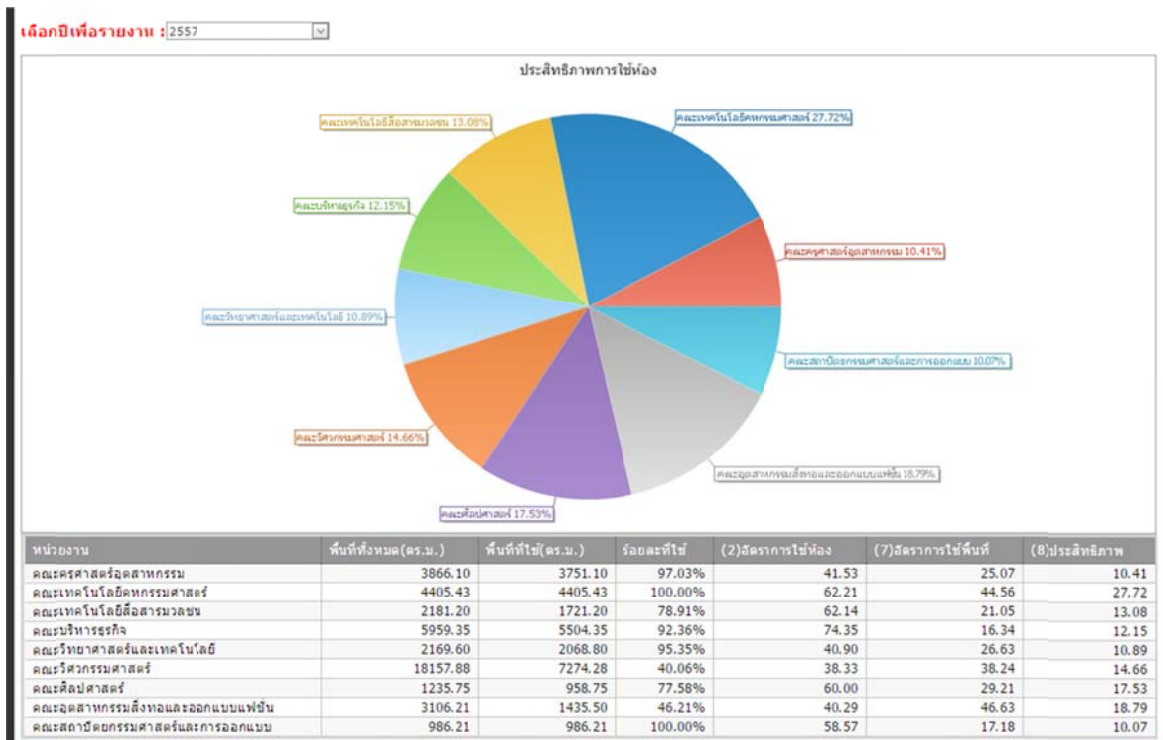 เลือกปีเพื่อรายงาน : 2557
ประสิทธิภาพการใช้ห้อง
คณะเทคโนโลยีสื่อสารมวลชน 13.08%
คณะเทคโนโลยีคหกรรมศาสตร์ 27.72%
คณะบริหารธุรกิจ 12.15%
คณะครุศาสตร์อุตสาหกรรม 10.41%
คณะวิทยาศาสตร์และเทคโนโลยี 10.89%
คณะสถาปัตยกรรมศาสตร์และการออกแบบ 10.07%
คณะวิศวกรรมศาสตร์ 14.66%
คณะอุตสาหกรรมสิ่งทอและออกแบบแฟชั่น 18.79%
คณะศิลปศาสตร์ 17.53%
หน่วยงาน พื้นที่ทั้งหมด(ตร.ม.) พื้นที่ที่ใช้(ตร.ม.) ร้อยละที่ใช้ (2)อัตราการใช้ห้อง (7)อัตราการใช้พื้นที่ (8)ประสิทธิภาพ
คณะครุศาสตร์อุตสาหกรรม 3866.10 3751.10 97.03% 41.53 25.07 10.41
คณะเทคโนโลยีคหกรรมศาสตร์ 4405.43 4405.43 100.00% 62.21 44.56 27.72
คณะเทคโนโลยีสื่อสารมวลชน 2181.20 1721.20 78.91% 62.14 21.05 13.08
คณะบริหารธุรกิจ 5959.35 5504.35 92.36% 74.35 16.34 12.15
คณะวิทยาศาสตร์และเทคโนโลยี 2169.60 2068.80 95.35% 40.90 26.63 10.89
คณะวิศวกรรมศาสตร์ 18157.88 7274.28 40.06% 38.33 38.24 14.66
คณะศิลปศาสตร์ 1235.75 958.75 77.58% 60.00 29.21 17.53
คณะอุตสาหกรรมสิ่งทอและออกแบบแฟชั่น 3106.21 1435.50 46.21% 40.29 46.63 18.79
คณะสถาปัตยกรรมศาสตร์และการออกแบบ 986.21 986.21 100.00% 58.57 17.18 10.07